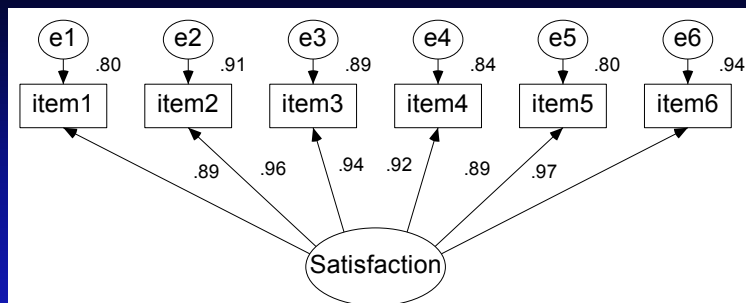 e1 e2 e3 e4 e5 e6
.80 .91 .89 .84 .80 .94
item1 item2 item3 item4 item5 item6
.89 .96 .94 .92 .89 .97
Satisfaction